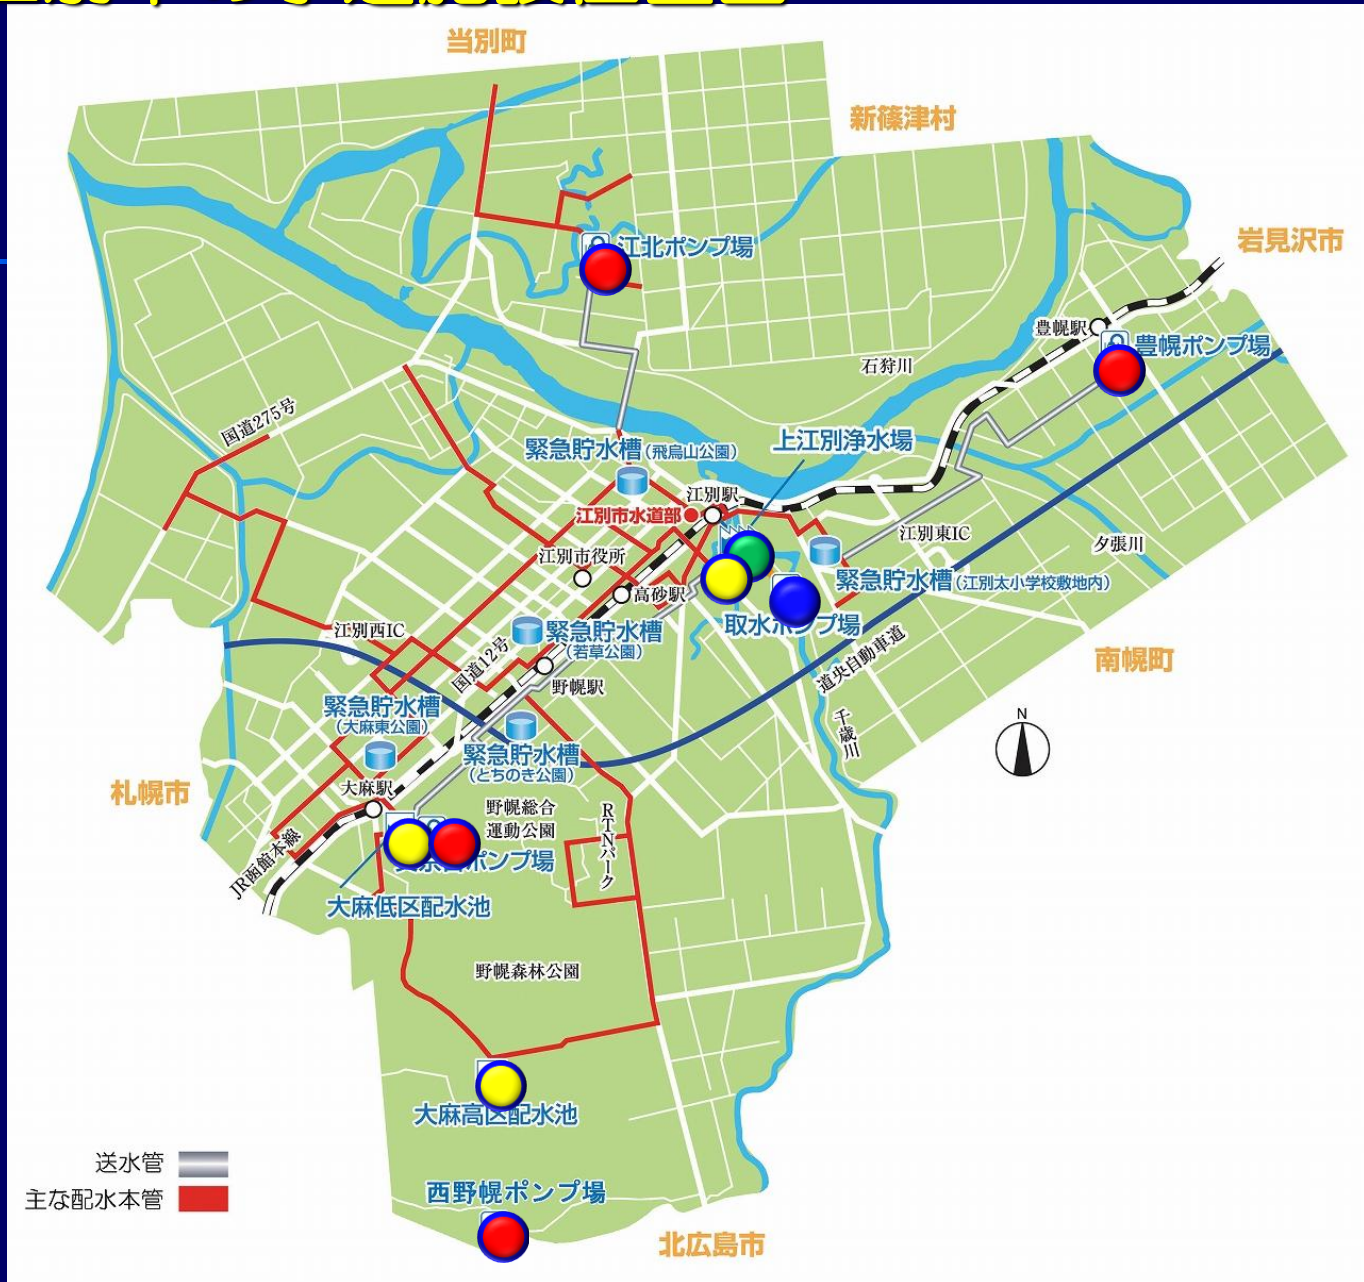 当別町
新篠津村
江北ポンプ場
岩見沢市
豊幌駅
豊幌ポンプ場
石狩川
国道275号
緊急貯水槽(飛烏山公園)
上江別浄水場
江別駅
江別市水道部
江別東IC
夕張川
江別市役所
高砂駅
緊急貯水槽(江別太小学校敷地内)
取水ポンプ場
江別西IC
国道12号
緊急貯水槽
(若草公園)
野幌駅
道央自動車道
南幌町
緊急貯水槽
(大麻東公園)
千歳川
N
緊急貯水槽
(とちのき公園)
札幌市
大麻駅
野幌総合
運動公園
RTNパーク
JR函館本線
ポンプ場
大麻低区配水池
野幌森林公園
大麻高区配水池
送水管
主な配水本管
西野幌ポンプ場
北広島市